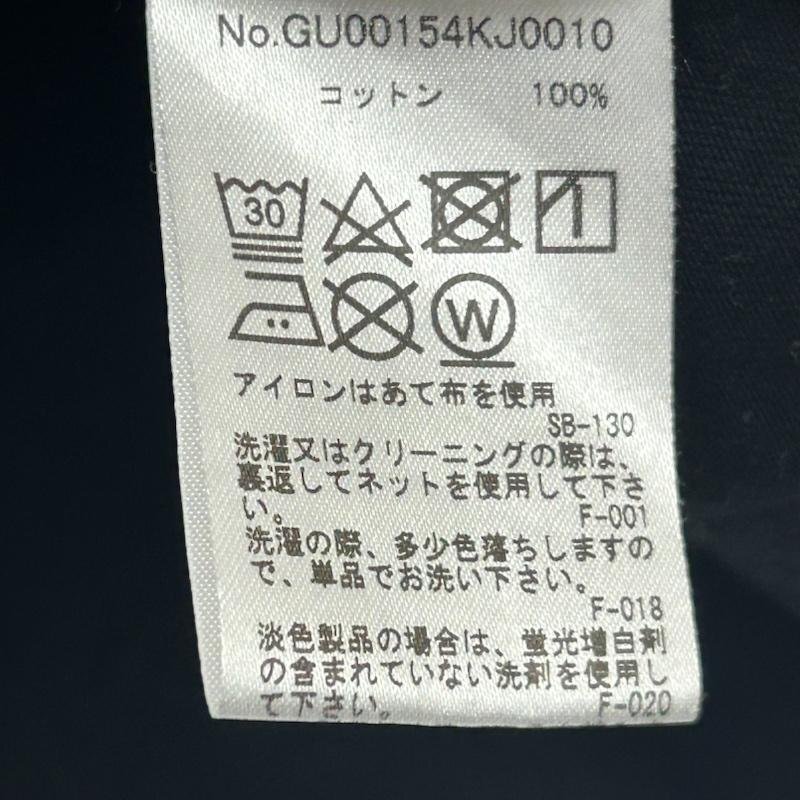 No.GU00154KJ0010
コットン 100%
30
W
アイロンはあて布を使用
SB-130
洗濯又はクリーニングの際は、
裏返してネットを使用して下さ
い。 F-001
洗濯の際、多少色落ちしますの
で、単品でお洗い下さい。
F-018
淡色製品の場合は、蛍光増白剤
の含まれていない洗剤を使用し
て下さい。 F-020